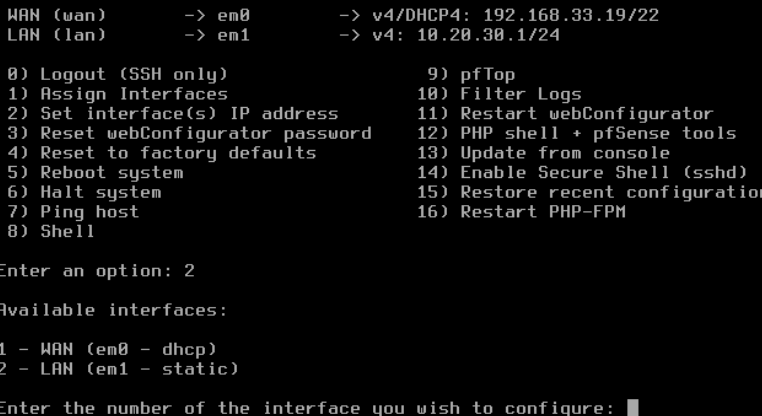 WAN (wan) -> em0 -> v4/DHCP4: 192.168.33.19/22
LAN (lan) -> em1 -> v4: 10.20.30.1/24
0) Logout (SSH only) 9) pfTop
1) Assign Interfaces 10) Filter Logs
2) Set interface(s) IP address 11) Restart webConfigurator
3) Reset webConfigurator password 12) PHP shell + pfSense tools
4) Reset to factory defaults 13) Update from console
5) Reboot system 14) Enable Secure Shell (sshd)
6) Halt system 15) Restore recent configuration
7) Ping host 16) Restart PHP-FPM
8) Shell
Enter an option: 2
Available interfaces:
1 - WAN (em0 - dhcp)
2 - LAN (em1 - static)
Enter the number of the interface you wish to configure: